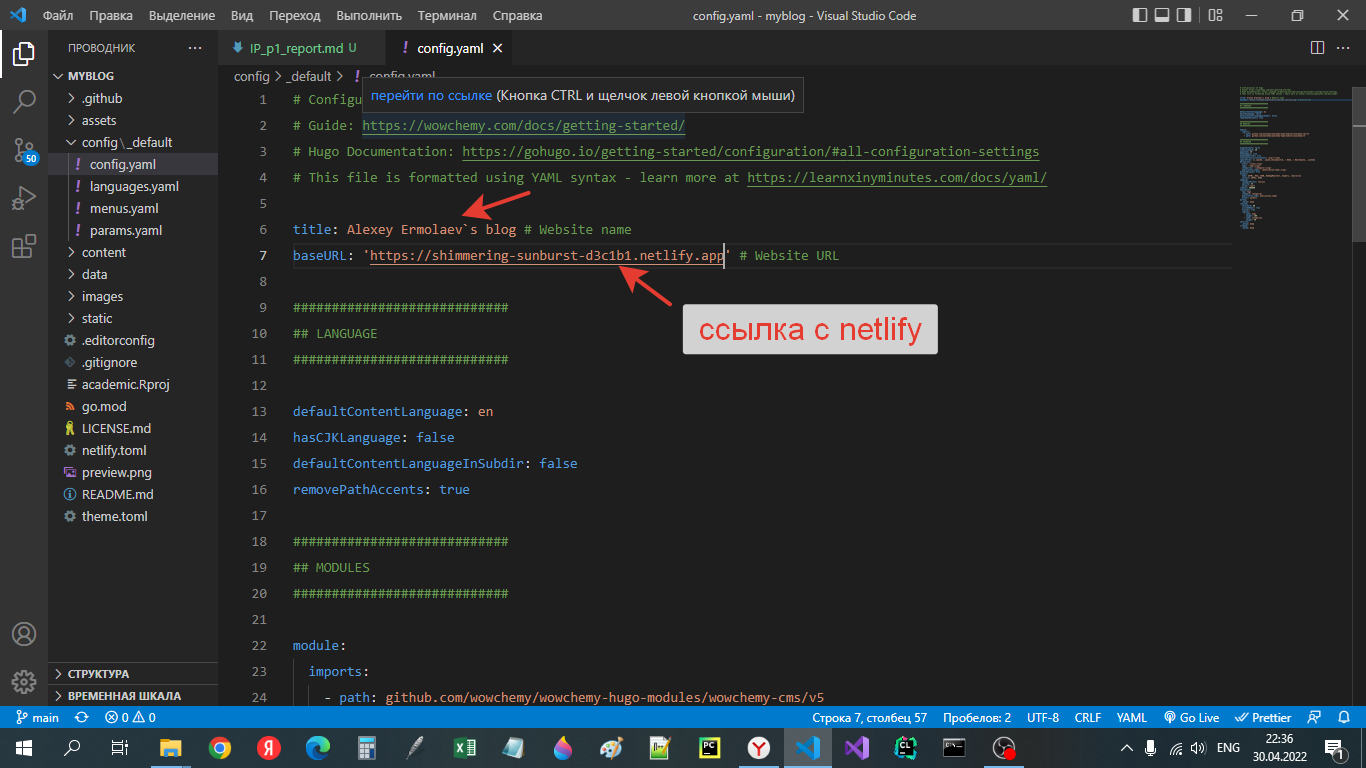 Файл Правка Выделение Вид Переход Выполнить Терминал Справка
config.yaml - myblog - Visual Studio Code
ПРОВОДНИК
IP_p1_report.md U
config.yaml
MYBLOG
.github
assets
config\_default
config.yaml
languages.yaml
menus.yaml
params.yaml
content
data
images
static
.editorconfig
.gitignore
academic.Rproj
go.mod
LICENSE.md
netlify.toml
preview.png
README.md
theme.toml
СТРУКТУРА
ВРЕМЕННАЯ ШКАЛА
50
config > _default > config.yaml
перейти по ссылке (Кнопка CTRL и щелчок левой кнопкой мыши)
1 # Configu
2 # Guide: https://wowchemy.com/docs/getting-started/
3 # Hugo Documentation: https://gohugo.io/getting-started/configuration/#all-configuration-settings
4 # This file is formatted using YAML syntax - learn more at https://learnxinyminutes.com/docs/yaml/
5
6 title: Alexey Ermolaev`s blog # Website name
7 baseURL: 'https://shimmering-sunburst-d3c1b1.netlify.app' # Website URL
8
ссылка с netlify
9 ############################
10 ## LANGUAGE
11 ############################
12
13 defaultContentLanguage: en
14 hasCJKLanguage: false
15 defaultContentLanguageInSubdir: false
16 removePathAccents: true
17
18 ############################
19 ## MODULES
20 ############################
21
22 module:
23 imports:
24 - path: github.com/wowchemy/wowchemy-hugo-modules/wowchemy-cms/v5
main 0 0
Строка 7, столбец 57 Пробелов: 2 UTF-8 CRLF YAML Go Live Prettier
ENG
22:36
30.04.2022
1